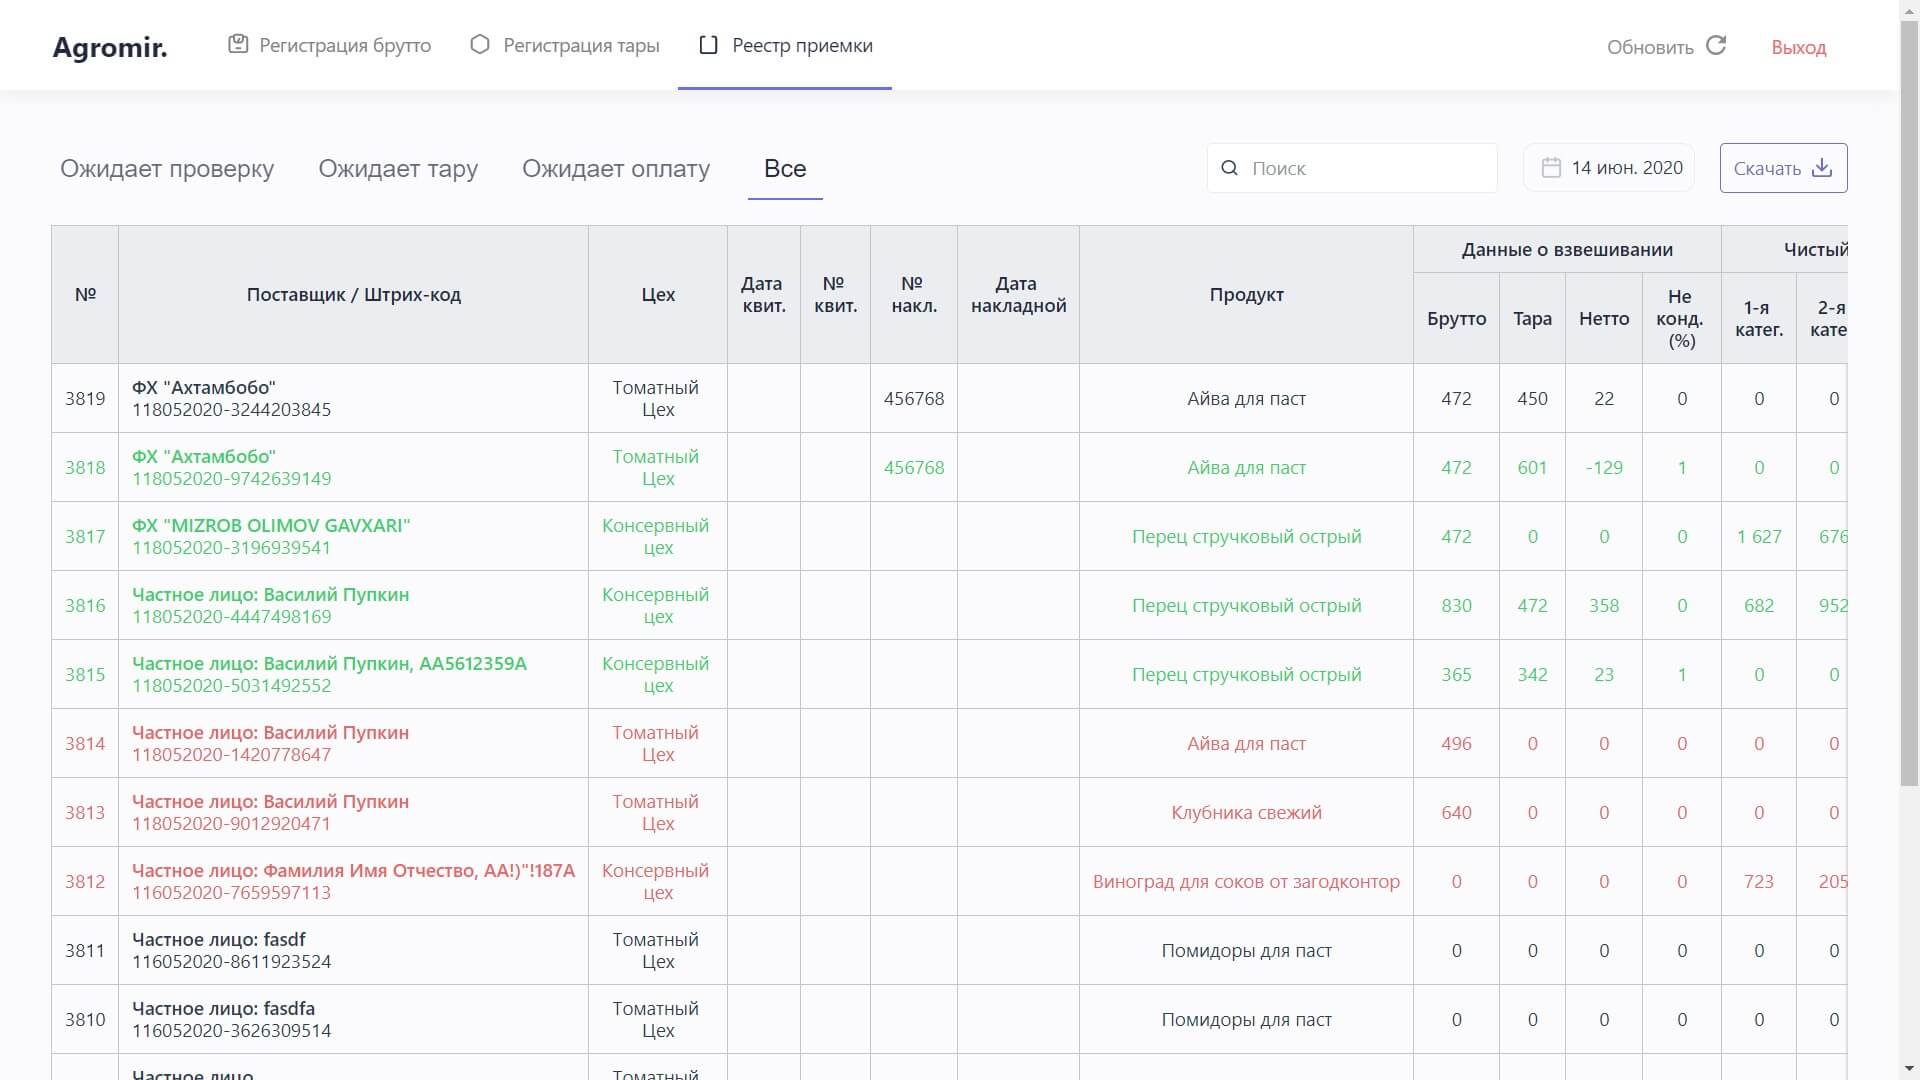 Agromir.
Регистрация брутто
Регистрация тары
Реестр приемки
Обновить
Выход
Ожидает проверку
Ожидает тару
Ожидает оплату
Все
Поиск
14 июн. 2020
Скачать
№
Поставщик / Штрих-код
Цех
Дата
квит.
№
квит.
№
накл.
Дата
накладной
Продукт
Данные о взвешивании
Брутто
Тара
Нетто
Не
конд.
(%)
Чистый
1-я
катег.
2-я
кате
3819
ФХ "Ахтамбобо"
118052020-3244203845
Томатный
Цех
456768
Айва для паст
472
450
22
0
0
0
3818
ФХ "Ахтамбобо"
118052020-9742639149
Томатный
Цех
456768
Айва для паст
472
601
-129
1
0
0
3817
ФХ "MIZROB OLIMOV GAVXARI"
118052020-3196939541
Консервный
цех
Перец стручковый острый
472
0
0
0
1 627
676
3816
Частное лицо: Василий Пупкин
118052020-4447498169
Консервный
цех
Перец стручковый острый
830
472
358
0
682
952
3815
Частное лицо: Василий Пупкин, AA5612359A
118052020-5031492552
Консервный
цех
Перец стручковый острый
365
342
23
1
0
0
3814
Частное лицо: Василий Пупкин
118052020-1420778647
Томатный
Цех
Айва для паст
496
0
0
0
0
0
3813
Частное лицо: Василий Пупкин
118052020-9012920471
Томатный
Цех
Клубника свежий
640
0
0
0
0
0
3812
Частное лицо: Фамилия Имя Отчество, AA!)"!187A
116052020-7659597113
Консервный
цех
Виноград для соков от загодконтор
0
0
0
0
723
205
3811
Частное лицо: fasdf
116052020-8611923524
Томатный
Цех
Помидоры для паст
0
0
0
0
0
0
3810
Частное лицо: fasdfa
116052020-3626309514
Томатный
Цех
Помидоры для паст
0
0
0
0
0
0
Частное лицо
Томатный